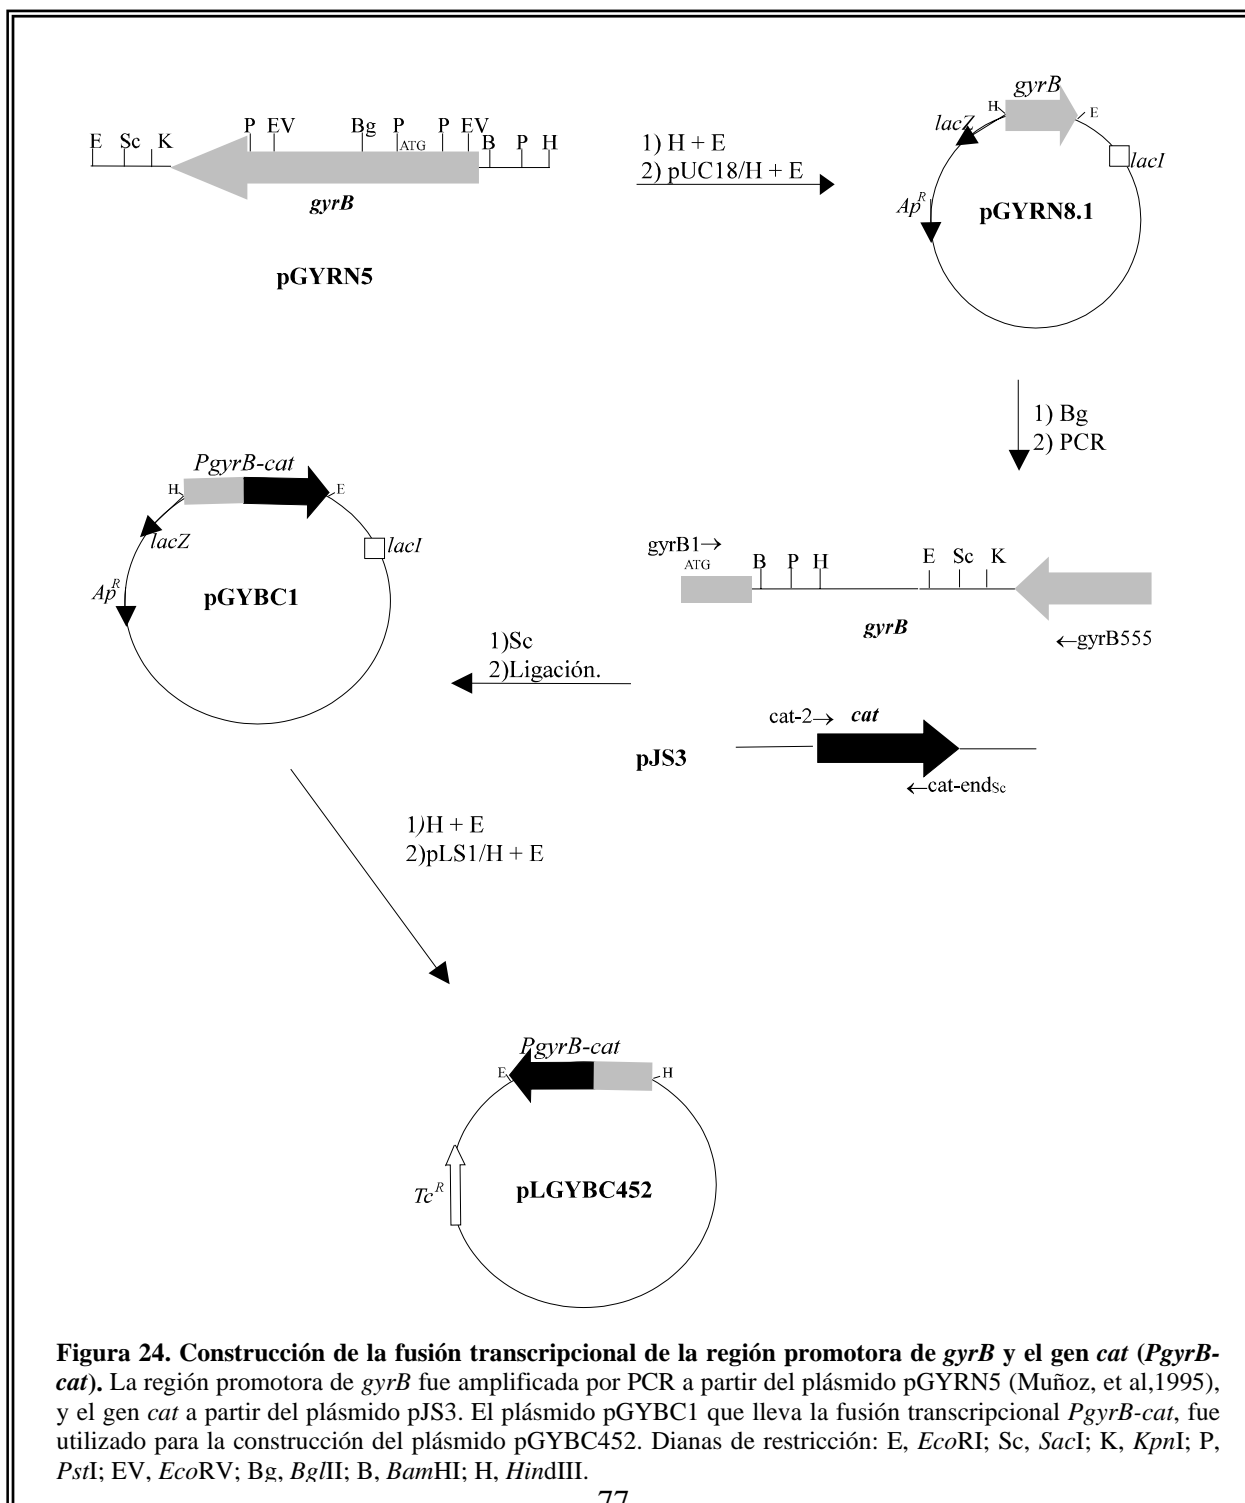 E Sc K P EV Bg P ATG P EV B P H
gyrB
pGYRN5
1) H + E
2) pUC18/H + E
gyrB
H E
lacZ
lacI
Ap^R
pGYRN8.1
1) Bg
2) PCR
PgyrB-cat
H E
lacZ
lacI
Ap^R
pGYBC1
gyrB1→
ATG B P H E Sc K
gyrB
←gyrB555
1)Sc
2)Ligación.
cat-2→ cat
pJS3
←cat-endSc
1)H + E
2)pLS1/H + E
PgyrB-cat
E H
Tc^R
pLGYBC452
Figura 24. Construcción de la fusión transcripcional de la región promotora de gyrB y el gen cat (PgyrB-
cat). La región promotora de gyrB fue amplificada por PCR a partir del plásmido pGYRN5 (Muñoz, et al,1995),
y el gen cat a partir del plásmido pJS3. El plásmido pGYBC1 que lleva la fusión transcripcional PgyrB-cat, fue
utilizado para la construcción del plásmido pGYBC452. Dianas de restricción: E, EcoRI; Sc, SacI; K, KpnI; P,
PstI; EV, EcoRV; Bg, BglII; B, BamHI; H, HindIII.
77